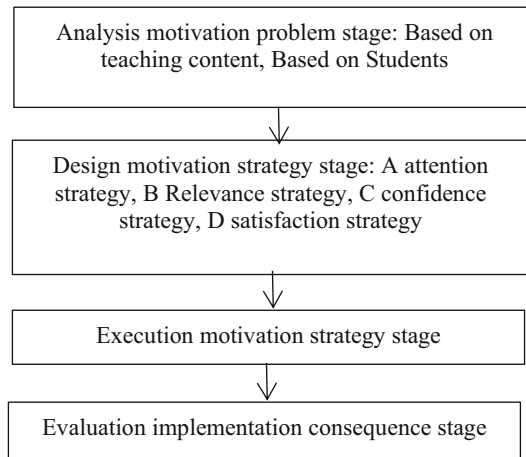 Analysis motivation problem stage: Based on
teaching content, Based on Students
Design motivation strategy stage: A attention
strategy, B Relevance strategy, C confidence
strategy, D satisfaction strategy
Execution motivation strategy stage
Evaluation implementation consequence stage